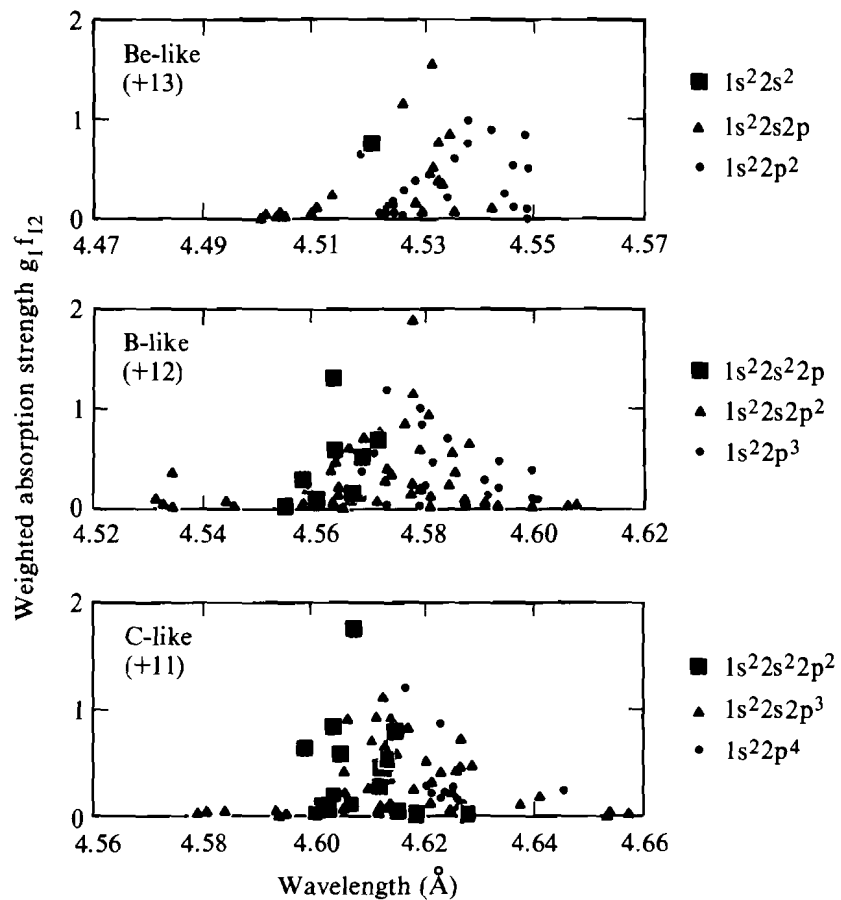 Weighted absorption strength g₁f₁₂
2
Be-like
(+13)
1
0
4.47 4.49 4.51 4.53 4.55 4.57
■ 1s²2s²
▲ 1s²2s2p
● 1s²2p²
2
B-like
(+12)
1
0
4.52 4.54 4.56 4.58 4.60 4.62
■ 1s²2s²2p
▲ 1s²2s2p²
● 1s²2p³
2
C-like
(+11)
1
0
4.56 4.58 4.60 4.62 4.64 4.66
■ 1s²2s²2p²
▲ 1s²2s2p³
● 1s²2p⁴
Wavelength (Å)